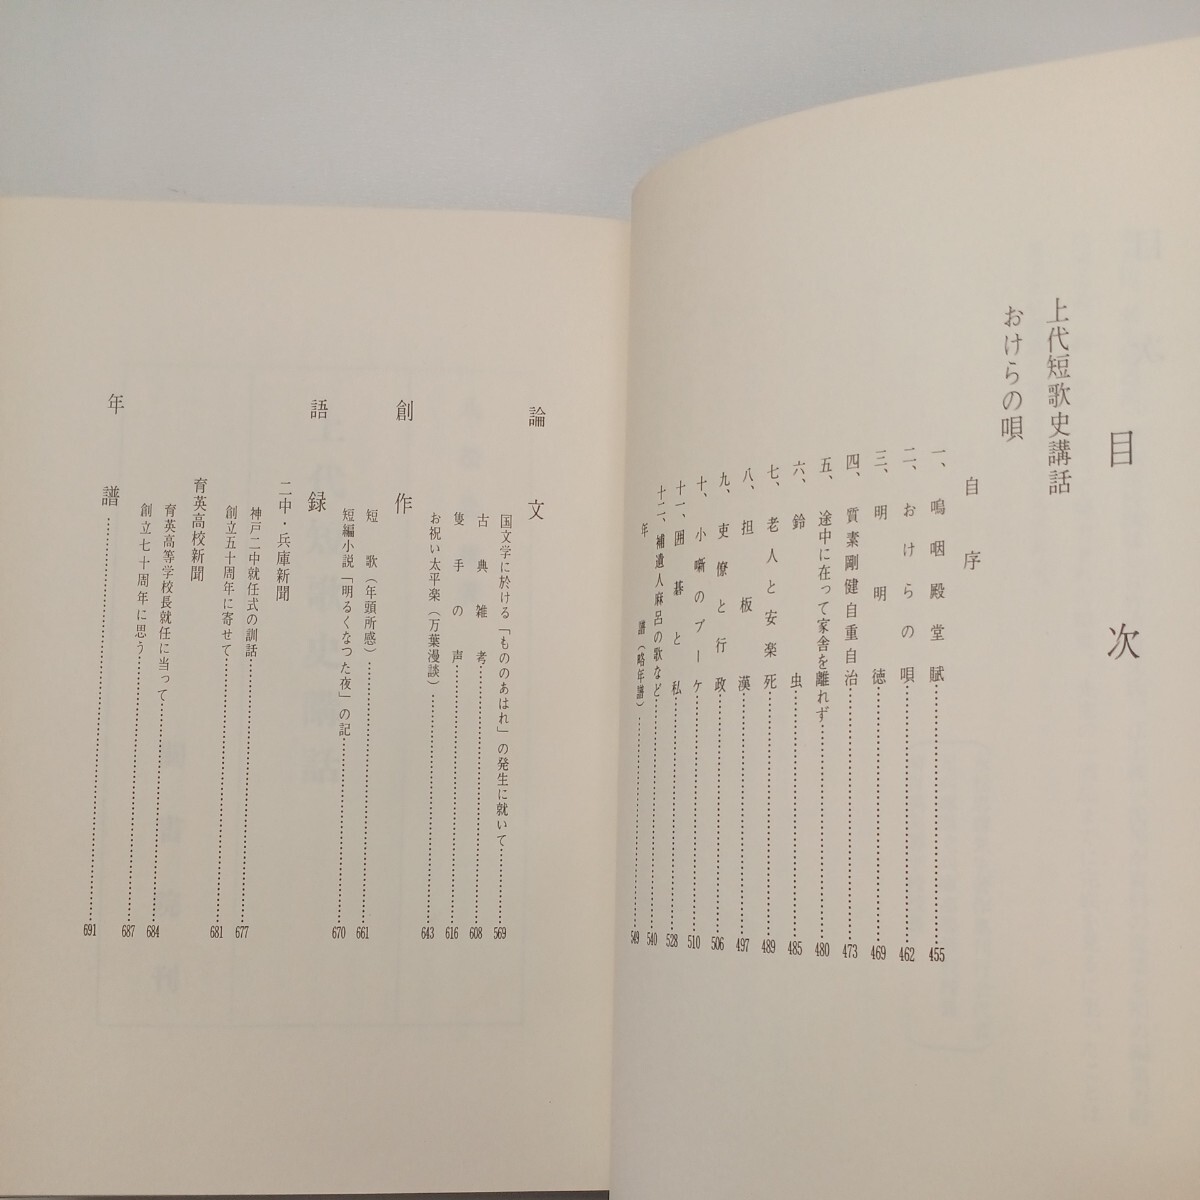 目次
上代短歌史講話
おけらの唄
自序
一、嗚咽殿堂賦……455
二、おけらの唄……462
三、明明徳……469
四、質素剛健自重自治……473
五、途中に在って家舎を離れず……480
六、鈴虫……485
七、老人と安楽死……489
八、担板漢……497
九、吏僚と行政……506
十、小噺のブーケ……510
十一、囲碁と私……528
十二、補遺人麻呂の歌など……540
年譜（略年譜）……549
論文
国文学に於ける「もののあはれ」の発生に就いて……569
古典雑考……608
隻手の声……616
お祝い太平楽（万葉漫談）……643
創作
短歌（年頭所感）……661
短編小説「明るくなつた夜」の記……670
語録
二中・兵庫新聞
神戸二中就任式の訓話……677
創立五十周年に寄せて……681
育英高校新聞
育英高等学校長就任に当って……684
創立七十周年に思う……687
年譜……691